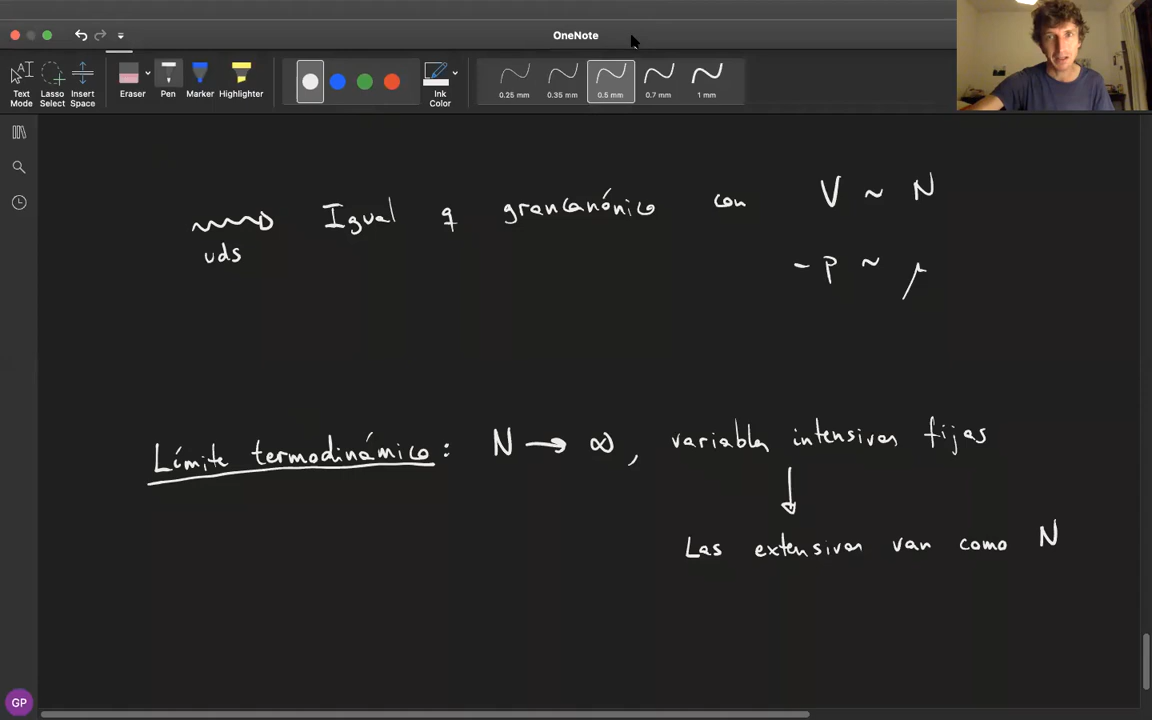 OneNote
Text Mode
Lasso Select
Insert Space
Eraser
Pen
Marker
Highlighter
Ink Color
0.25 mm
0.35 mm
0.5 mm
0.7 mm
1 mm
Igual q grancanónico con V ~ N
uds
- P ~ μ
Límite termodinámico: N → ∞, variables intensivas fijas
Las extensivas van como N
GP